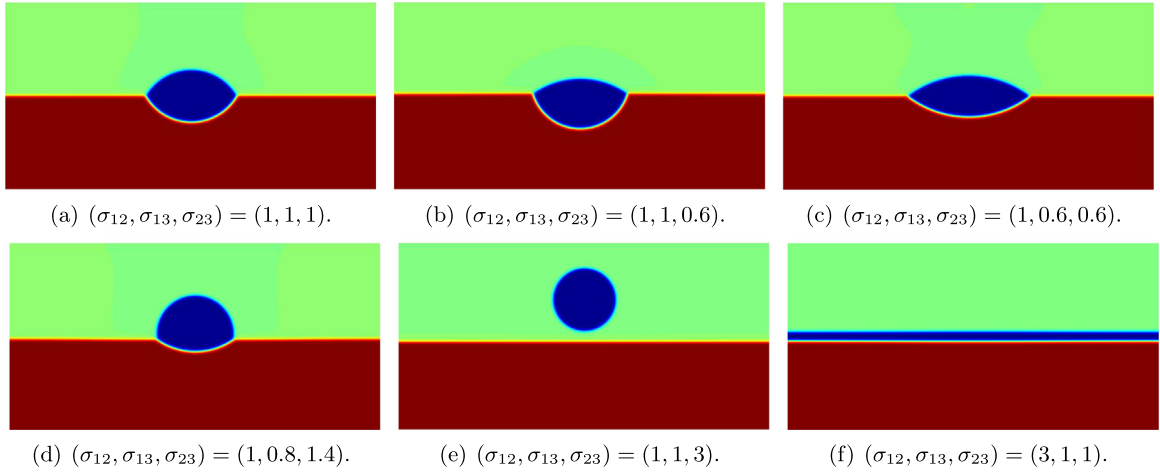 (a) (σ₁₂, σ₁₃, σ₂₃) = (1, 1, 1).
(b) (σ₁₂, σ₁₃, σ₂₃) = (1, 1, 0.6).
(c) (σ₁₂, σ₁₃, σ₂₃) = (1, 0.6, 0.6).
(d) (σ₁₂, σ₁₃, σ₂₃) = (1, 0.8, 1.4).
(e) (σ₁₂, σ₁₃, σ₂₃) = (1, 1, 3).
(f) (σ₁₂, σ₁₃, σ₂₃) = (3, 1, 1).